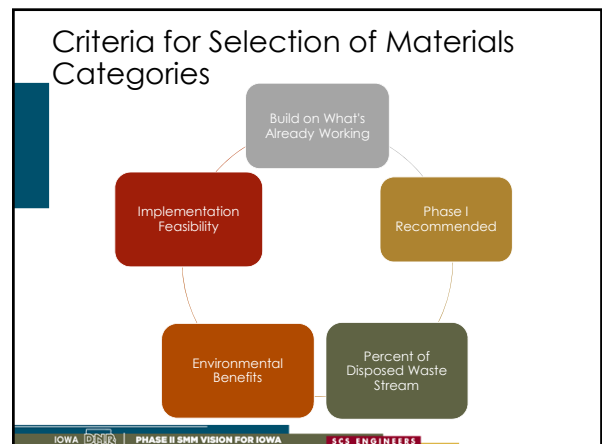 Criteria for Selection of Materials
Categories
Build on What's
Already Working
Phase I
Recommended
Percent of
Disposed Waste
Stream
Environmental
Benefits
Implementation
Feasibility
IOWA DNR PHASE II SMM VISION FOR IOWA SCS ENGINEERS